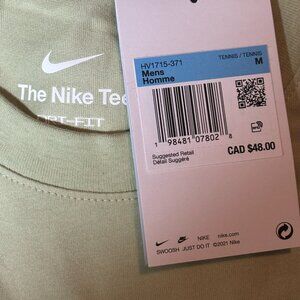 The Nike Tee
DRI-FIT
HV1715-371
TENNIS / TENNIS
Mens
Homme
M
1 98481 07802 8
Suggested Retail
Détail Suggéré
CAD $48.00
NIKE
nike.com
SWOOSH JUST DO IT ©2021 Nike